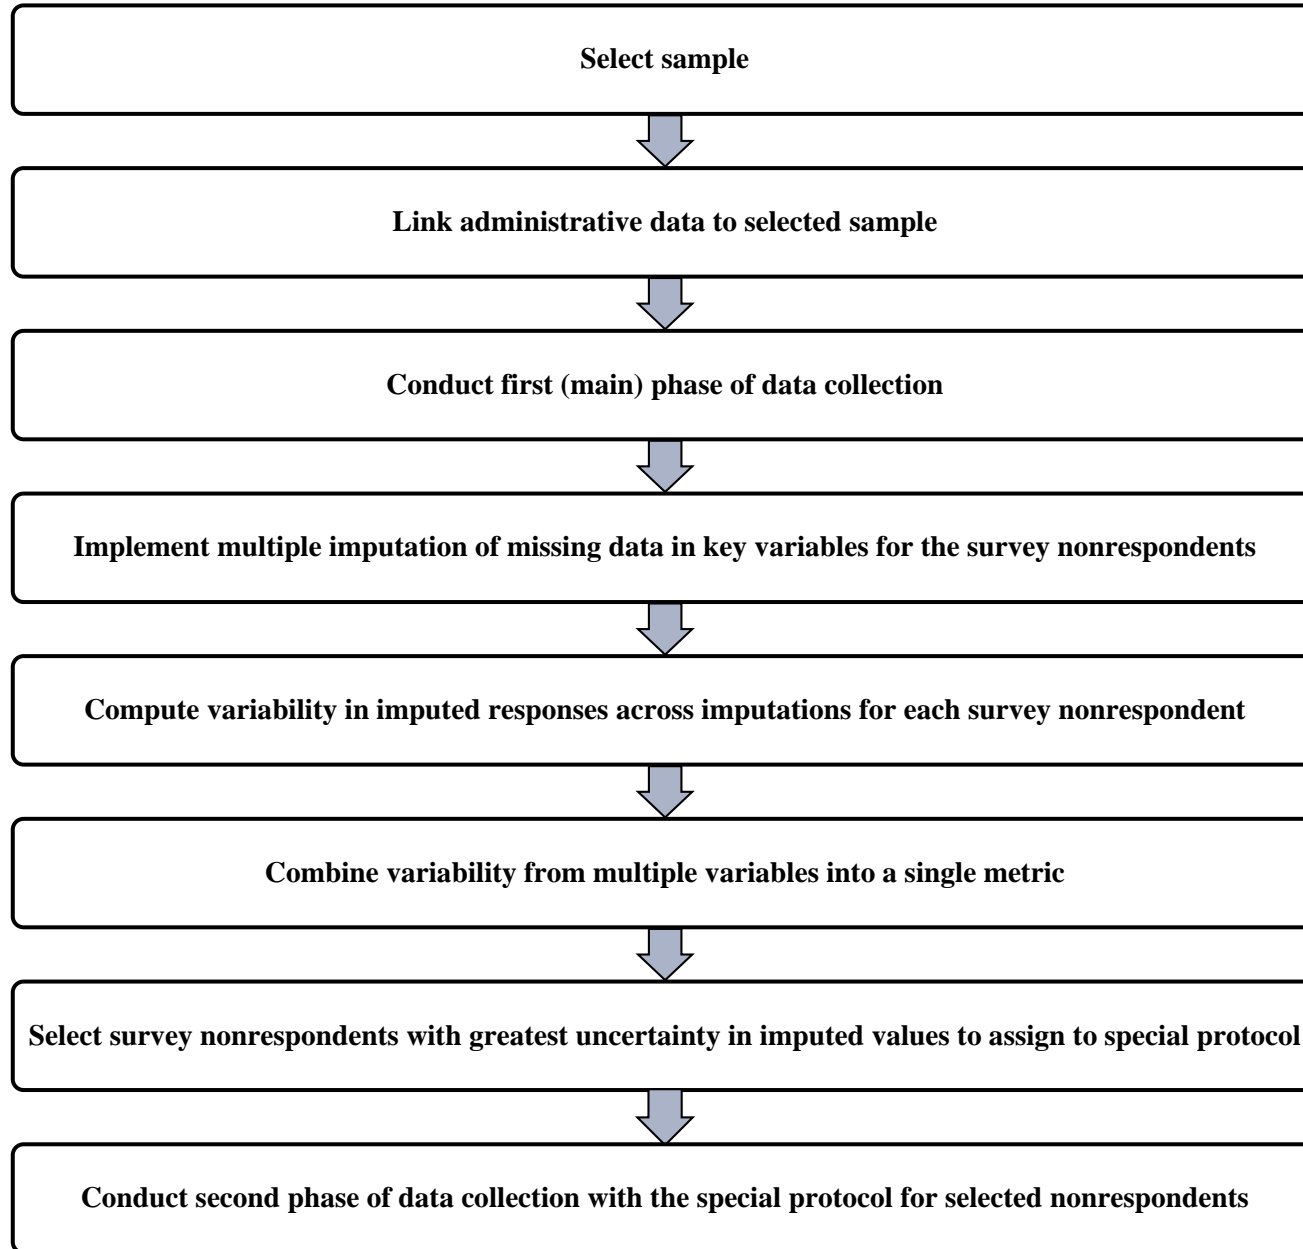 Select sample
Link administrative data to selected sample
Conduct first (main) phase of data collection
Implement multiple imputation of missing data in key variables for the survey nonrespondents
Compute variability in imputed responses across imputations for each survey nonrespondent
Combine variability from multiple variables into a single metric
Select survey nonrespondents with greatest uncertainty in imputed values to assign to special protocol
Conduct second phase of data collection with the special protocol for selected nonrespondents